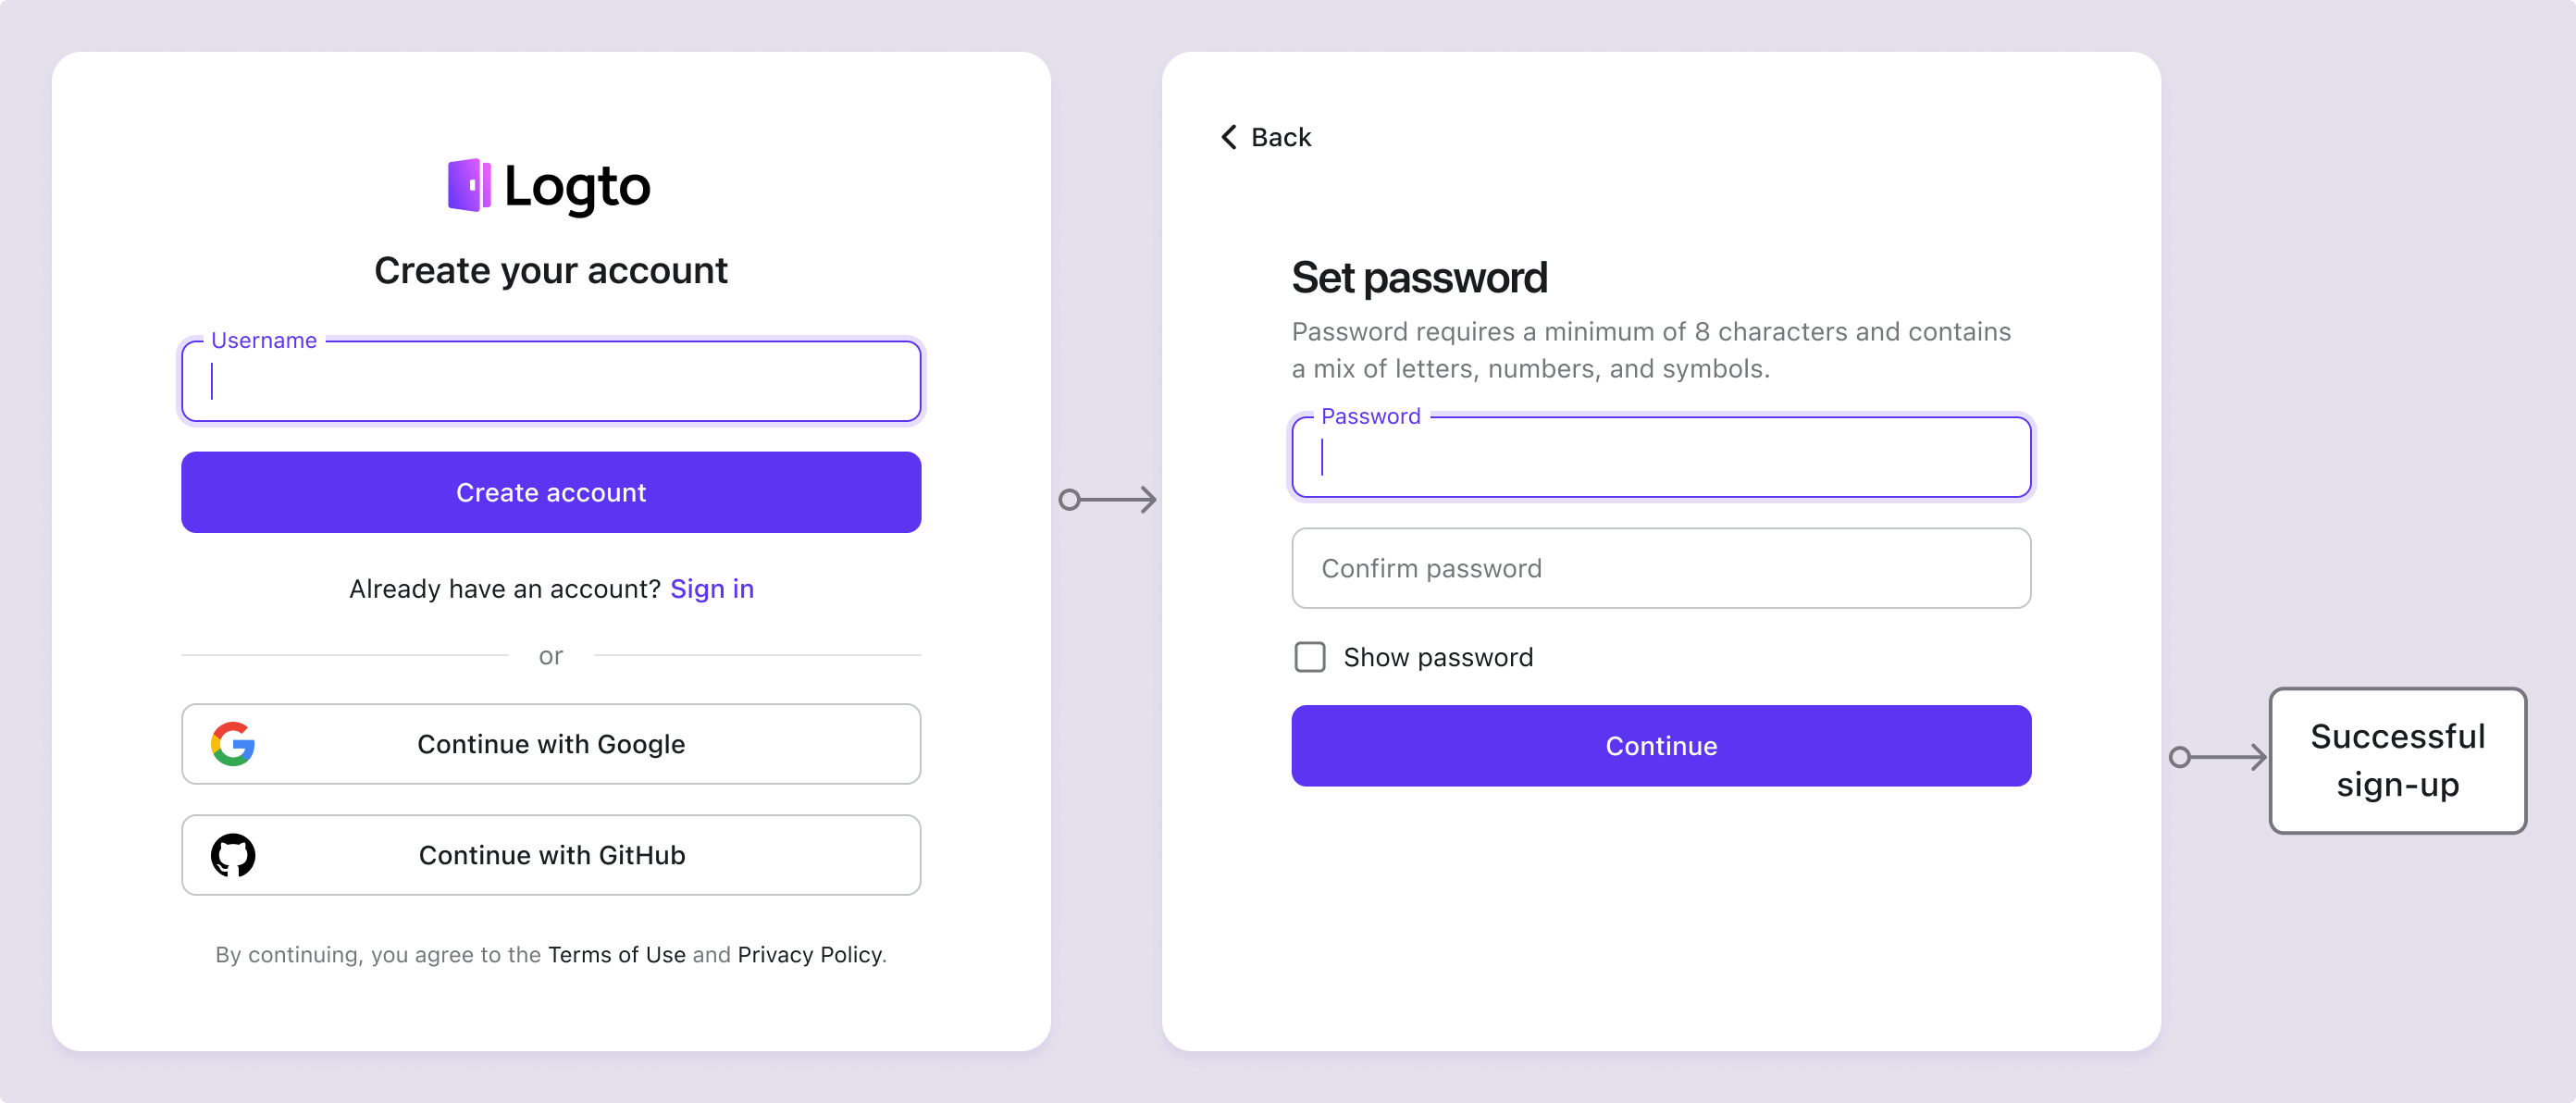 Logto
Create your account
Username
Create account
Already have an account? Sign in
or
Continue with Google
Continue with GitHub
By continuing, you agree to the Terms of Use and Privacy Policy.
Back
Set password
Password requires a minimum of 8 characters and contains
a mix of letters, numbers, and symbols.
Password
Confirm password
Show password
Continue
Successful
sign-up